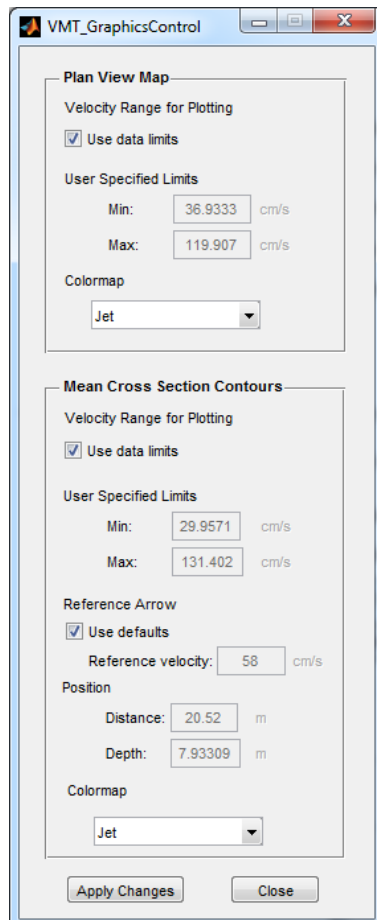 VMT_GraphicsControl
Plan View Map
Velocity Range for Plotting
Use data limits
User Specified Limits
Min: 36.9333 cm/s
Max: 119.907 cm/s
Colormap
Jet
Mean Cross Section Contours
Velocity Range for Plotting
Use data limits
User Specified Limits
Min: 29.9571 cm/s
Max: 131.402 cm/s
Reference Arrow
Use defaults
Reference velocity: 58 cm/s
Position
Distance: 20.52 m
Depth: 7.93309 m
Colormap
Jet
Apply Changes Close